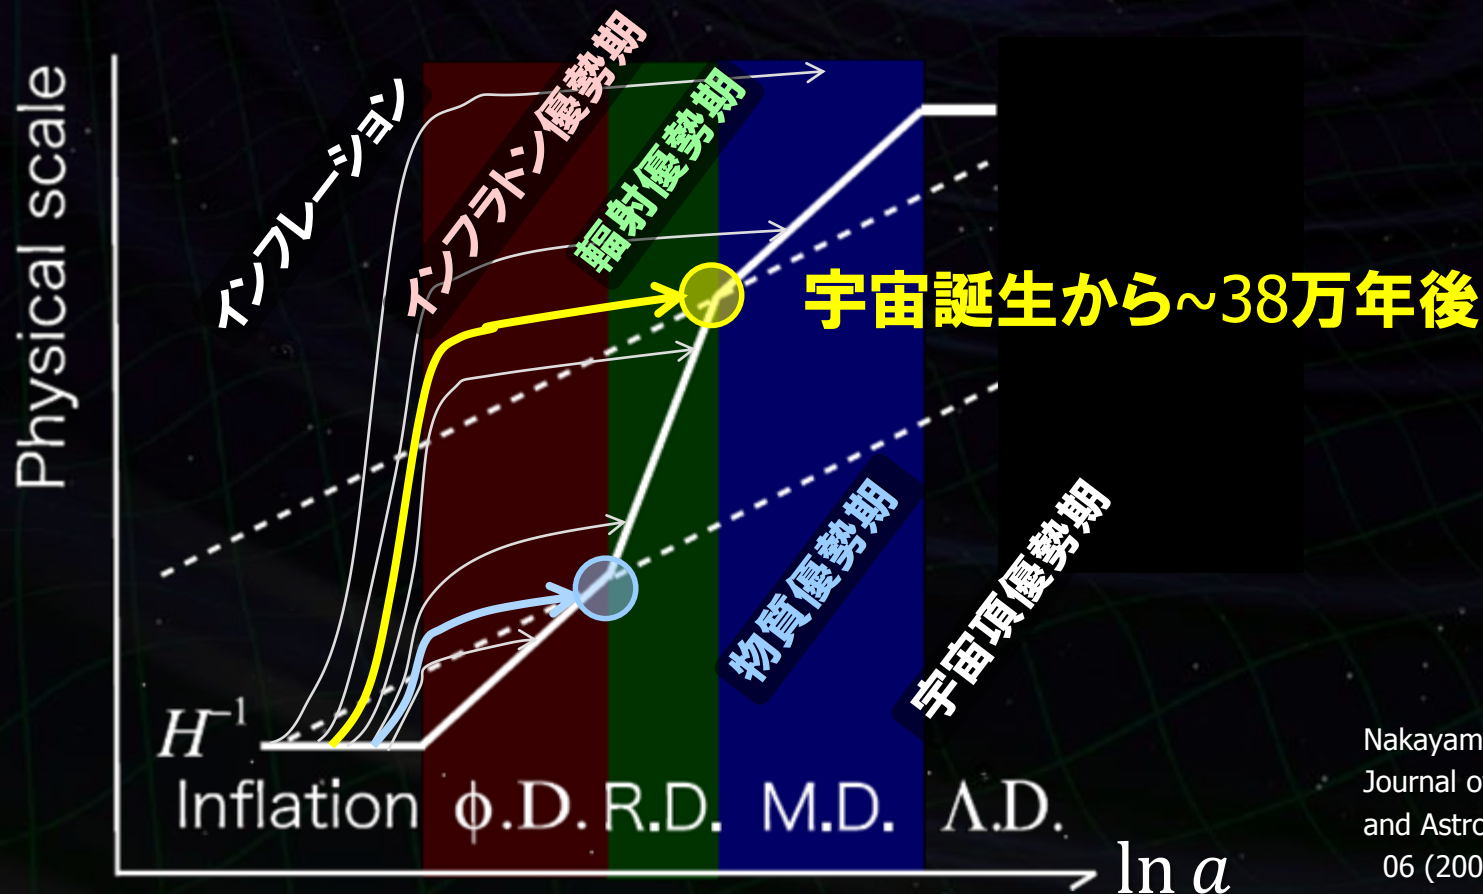 Physical scale
インフレーション
インフラトン優勢期
輻射優勢期
宇宙誕生から~38万年後
物質優勢期
宇宙項優勢期
H⁻¹
Inflation ϕ.D. R.D. M.D. Λ.D.
ln a
Nakayam
Journal o
and Astro
06 (200